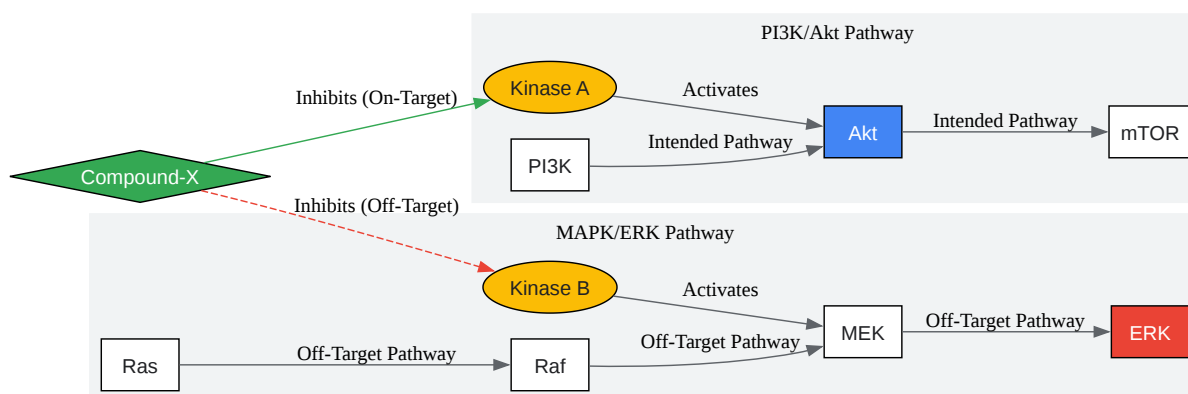 PI3K/Akt Pathway
Kinase A
Activates
Inhibits (On-Target)
Akt
Intended Pathway
mTOR
Intended Pathway
PI3K
Compound-X
Inhibits (Off-Target)
MAPK/ERK Pathway
Kinase B
Activates
MEK
Off-Target Pathway
ERK
Off-Target Pathway
Ras
Off-Target Pathway
Raf